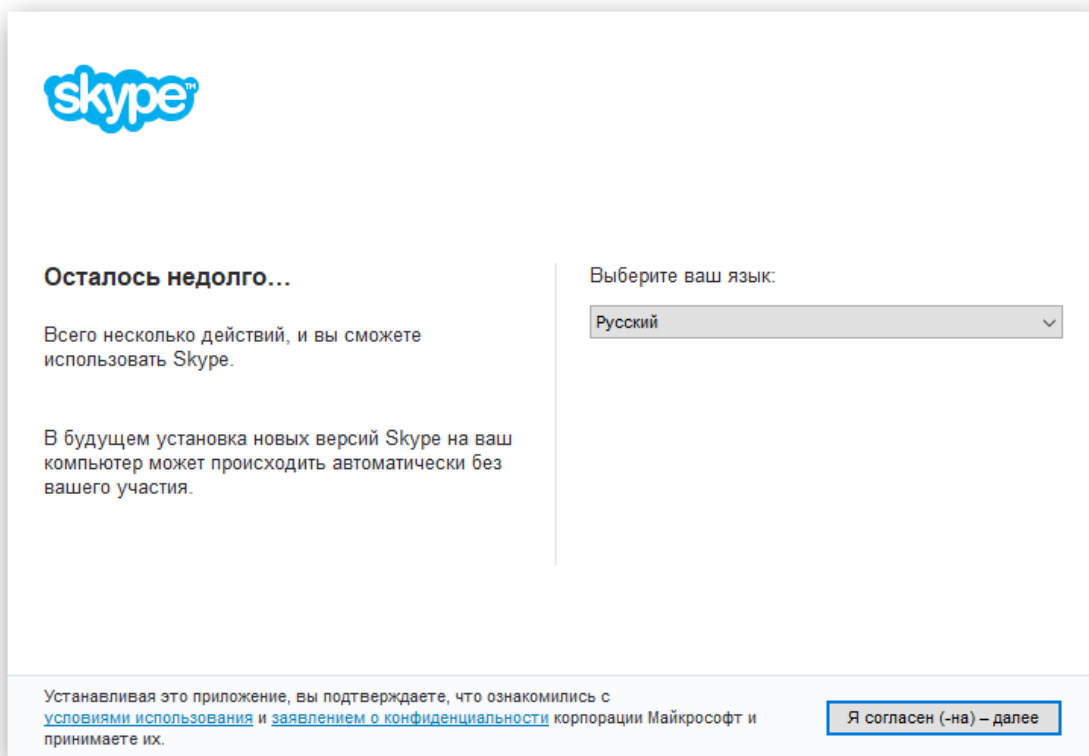 skype™
Осталось недолго...
Всего несколько действий, и вы сможете
использовать Skype.
В будущем установка новых версий Skype на ваш
компьютер может происходить автоматически без
вашего участия.
Выберите ваш язык:
Русский
Устанавливая это приложение, вы подтверждаете, что ознакомились с
условиями использования и заявлением о конфиденциальности корпорации Майкрософт и
принимаете их.
Я согласен (-на) – далее